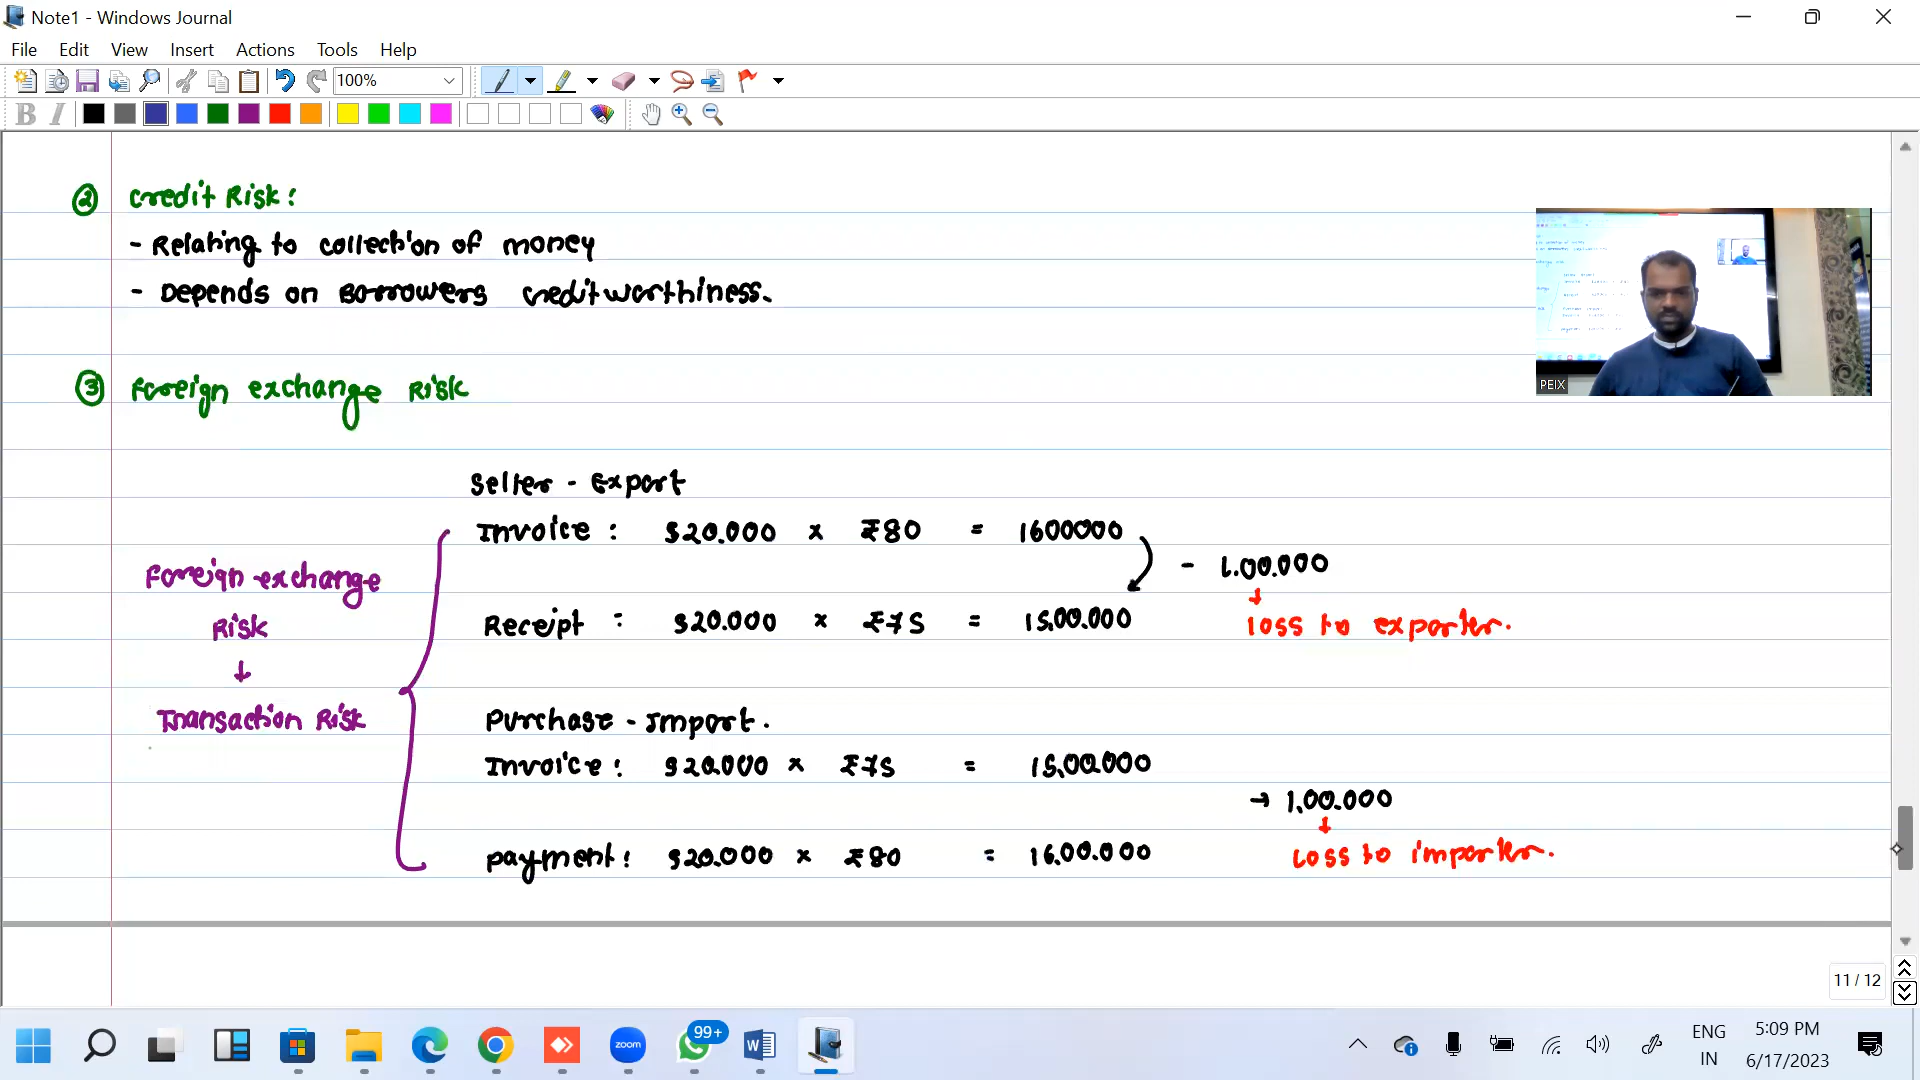 Note1 - Windows Journal
File Edit View Insert Actions Tools Help
100%
B I
② Credit Risk:
- Relating to collection of money
- Depends on Borrowers creditworthiness.
③ Foreign exchange Risk
PEIX
Seller - Export
Invoice : $20.000 x ₹80 = 1600000
- 1.00.000
Receipt : $20.000 x ₹75 = 15,00.000
loss to exporter.
Foreign exchange
Risk
Transaction Risk
Purchase - Import.
Invoice : $20.000 x ₹75 = 15,00.000
→ 1,00.000
payment : $20.000 x ₹80 = 16,00.000
Loss to importer.
11 / 12
99+
zoom
ENG
IN
5:09 PM
6/17/2023